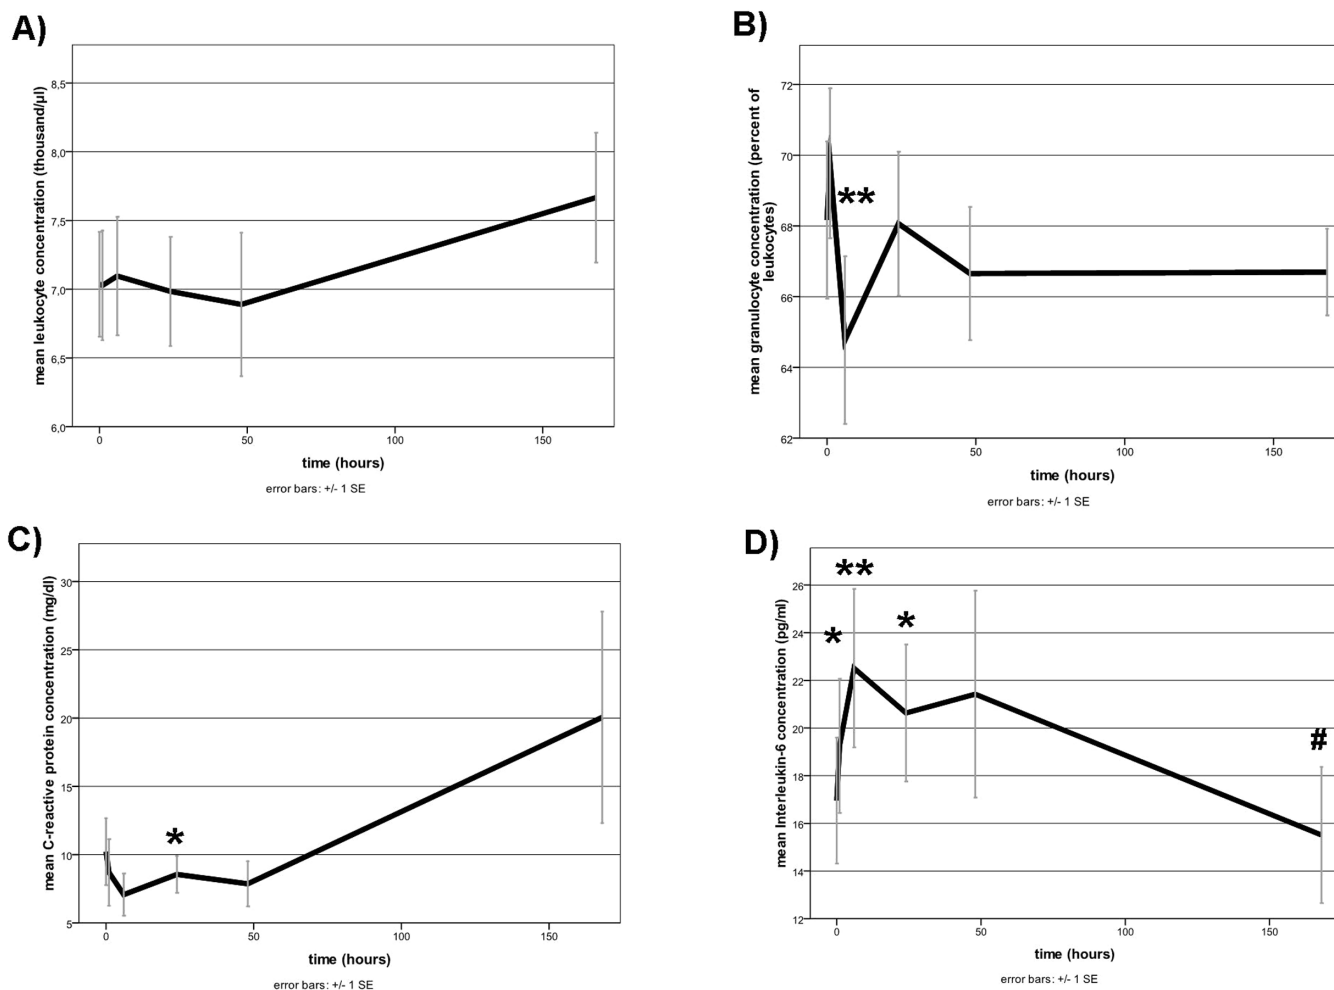 A)
mean leukocyte concentration (thousand/µl)
8,5
8,0
7,5
7,0
6,5
6,0
0 50 100 150
time (hours)
error bars: +/- 1 SE
B)
mean granulocyte concentration (percent of
leukocytes)
72
70
68
66
64
62
**
0 50 100 150
time (hours)
error bars: +/- 1 SE
C)
mean C-reactive protein concentration (mg/dl)
30
25
20
15
10
5
*
0 50 100 150
time (hours)
error bars: +/- 1 SE
D)
mean Interleukin-6 concentration (pg/ml)
26
24
22
20
18
16
14
12
**
*
*
#
0 50 100 150
time (hours)
error bars: +/- 1 SE